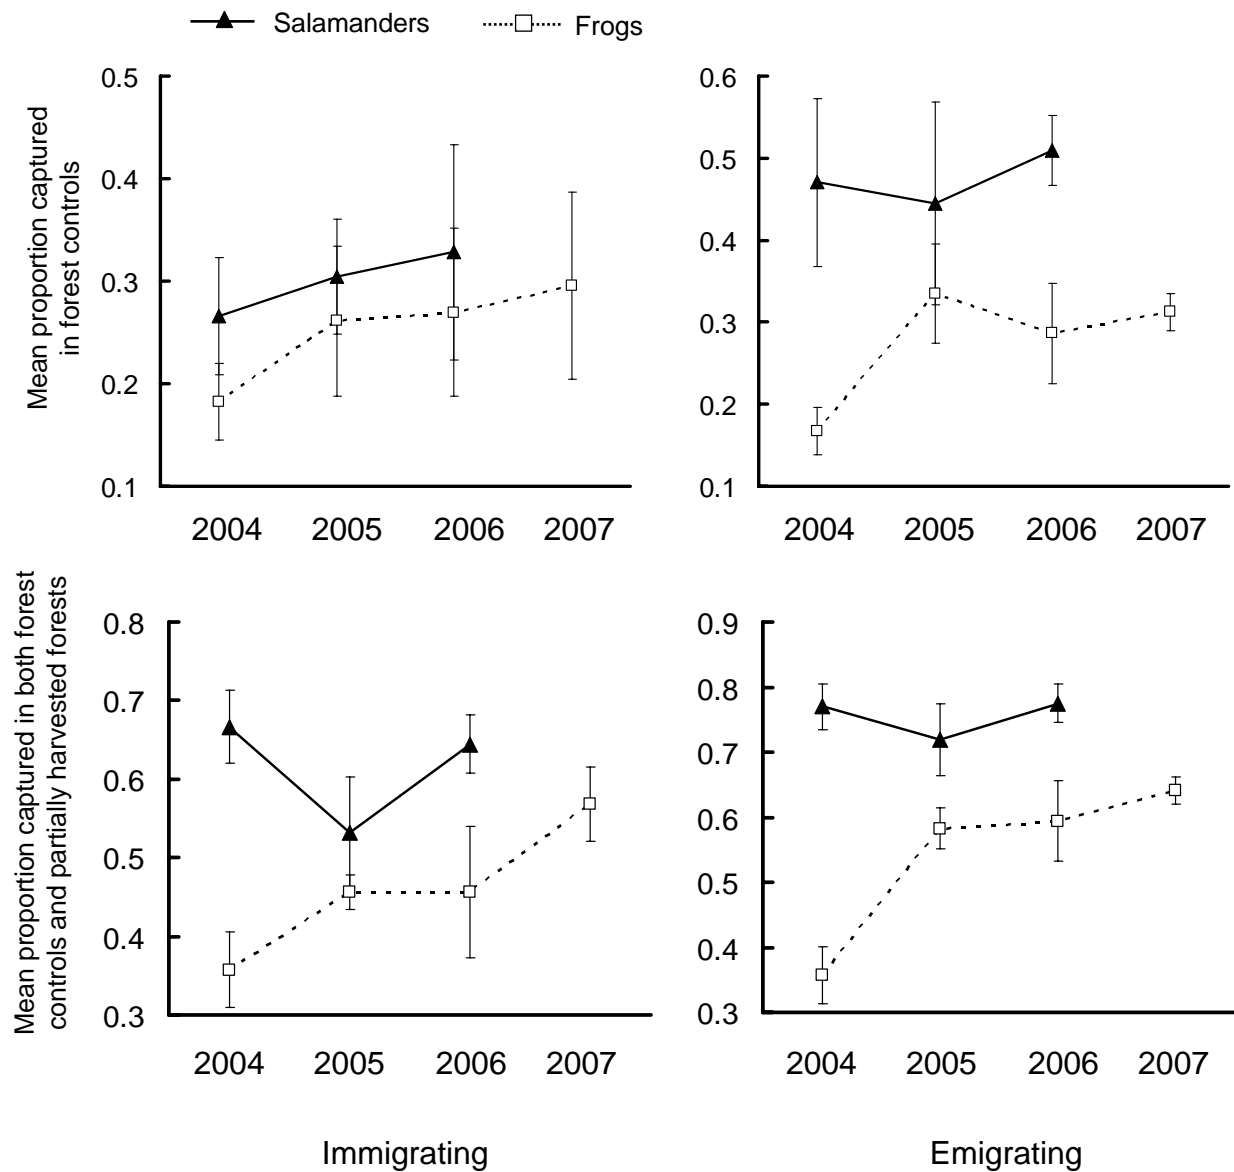 Salamanders
Frogs
Mean proportion captured
in forest controls
0.5
0.4
0.3
0.2
0.1
2004 2005 2006 2007
0.6
0.5
0.4
0.3
0.2
0.1
2004 2005 2006 2007
Mean proportion captured in both forest
controls and partially harvested forests
0.8
0.7
0.6
0.5
0.4
0.3
2004 2005 2006 2007
Immigrating
0.9
0.8
0.7
0.6
0.5
0.4
0.3
2004 2005 2006 2007
Emigrating